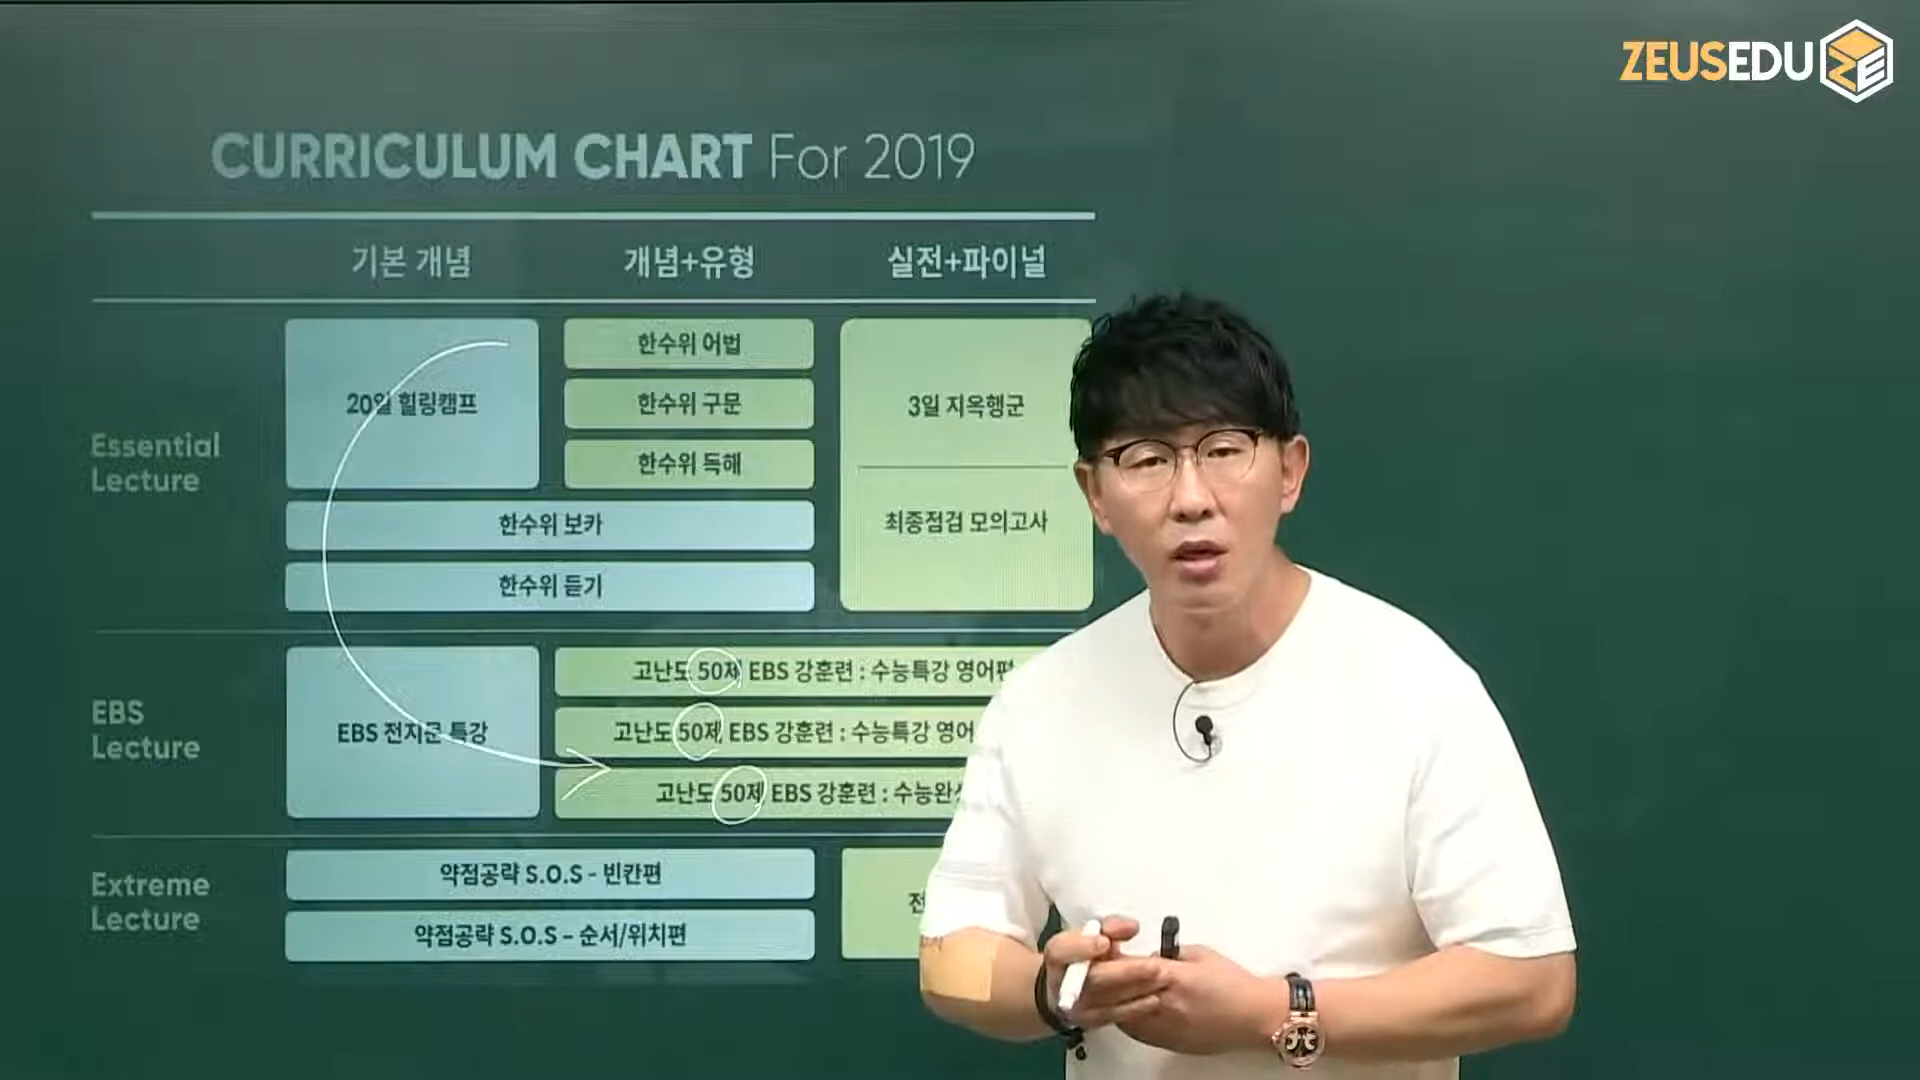 ZEUSEDU
CURRICULUM CHART For 2019
기본 개념
개념+유형
실전+파이널
Essential
Lecture
20일 힐링캠프
한수위 어법
한수위 구문
한수위 독해
한수위 보카
한수위 듣기
3일 지옥행군
최종점검 모의고사
EBS
Lecture
EBS 전지문 특강
고난도 50제 EBS 강훈련 : 수능특강 영어편
고난도 50제 EBS 강훈련 : 수능특강 영어
고난도 50제 EBS 강훈련 :
Extreme
Lecture
약점공략 S.O.S - 빈칸편
약점공략 S.O.S - 순서/위치편